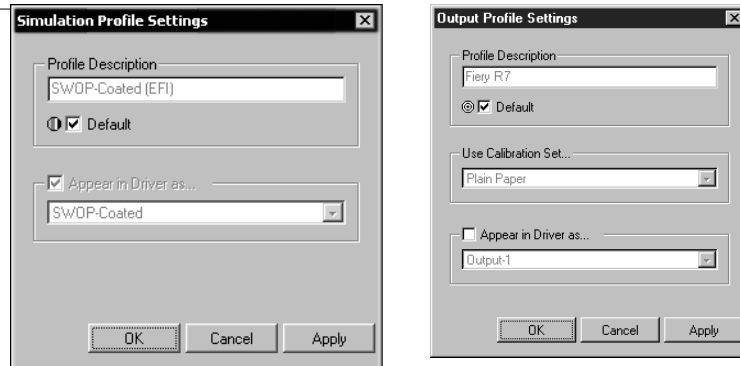 Simulation Profile Settings
Profile Description
SWOP-Coated (EFI)
Default
Appear in Driver as...
SWOP-Coated
OK
Cancel
Apply
Output Profile Settings
Profile Description
Fiery R7
Default
Use Calibration Set...
Plain Paper
Appear in Driver as...
Output-1
OK
Cancel
Apply